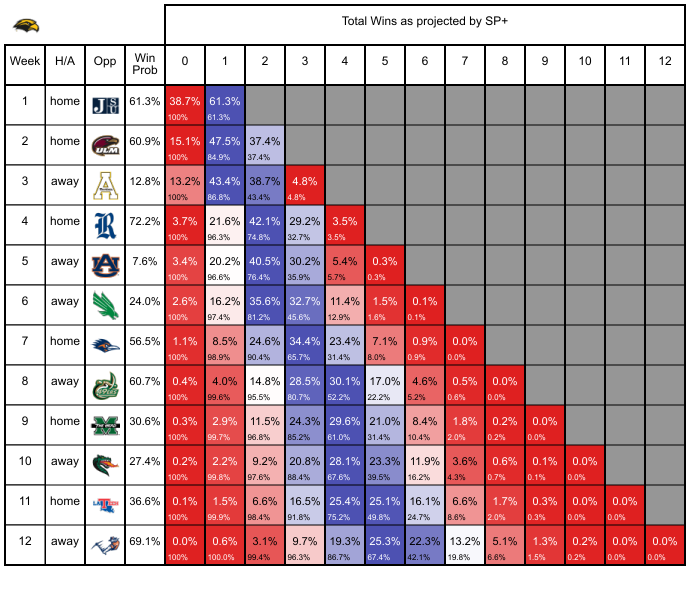 Total Wins as projected by SP+
Week H/A Opp Win Prob 0 1 2 3 4 5 6 7 8 9 10 11 12
1 home JSU 61.3% 38.7% 61.3%
100% 61.3%
2 home ULM 60.9% 15.1% 47.5% 37.4%
100% 84.9% 37.4%
3 away A 12.8% 13.2% 43.4% 38.7% 4.8%
100% 86.8% 43.4% 4.8%
4 home R 72.2% 3.7% 21.6% 42.1% 29.2% 3.5%
100% 96.3% 74.8% 32.7% 3.5%
5 away AU 7.6% 3.4% 20.2% 40.5% 30.2% 5.4% 0.3%
100% 96.6% 76.4% 35.9% 5.7% 0.3%
6 away 24.0% 2.6% 16.2% 35.6% 32.7% 11.4% 1.5% 0.1%
100% 97.4% 81.2% 45.6% 12.9% 1.6% 0.1%
7 home 56.5% 1.1% 8.5% 24.6% 34.4% 23.4% 7.1% 0.9% 0.0%
100% 98.9% 90.4% 65.7% 31.4% 8.0% 0.9% 0.0%
8 away 60.7% 0.4% 4.0% 14.8% 28.5% 30.1% 17.0% 4.6% 0.5% 0.0%
100% 99.6% 95.5% 80.7% 52.2% 22.2% 5.2% 0.6% 0.0%
9 home M 30.6% 0.3% 2.9% 11.5% 24.3% 29.6% 21.0% 8.4% 1.8% 0.2% 0.0%
100% 99.7% 96.8% 85.2% 61.0% 31.4% 10.4% 2.0% 0.2% 0.0%
10 away 27.4% 0.2% 2.2% 9.2% 20.8% 28.1% 23.3% 11.9% 3.6% 0.6% 0.1% 0.0%
100% 99.8% 97.6% 88.4% 67.6% 39.5% 16.2% 4.3% 0.7% 0.1% 0.0%
11 home 36.6% 0.1% 1.5% 6.6% 16.5% 25.4% 25.1% 16.1% 6.6% 1.7% 0.3% 0.0% 0.0%
100% 99.9% 98.4% 91.8% 75.2% 49.8% 24.7% 8.6% 2.0% 0.3% 0.0% 0.0%
12 away 69.1% 0.0% 0.6% 3.1% 9.7% 19.3% 25.3% 22.3% 13.2% 5.1% 1.3% 0.2% 0.0% 0.0%
100% 100.0% 99.4% 96.3% 86.7% 67.4% 42.1% 19.8% 6.6% 1.5% 0.2% 0.0% 0.0%